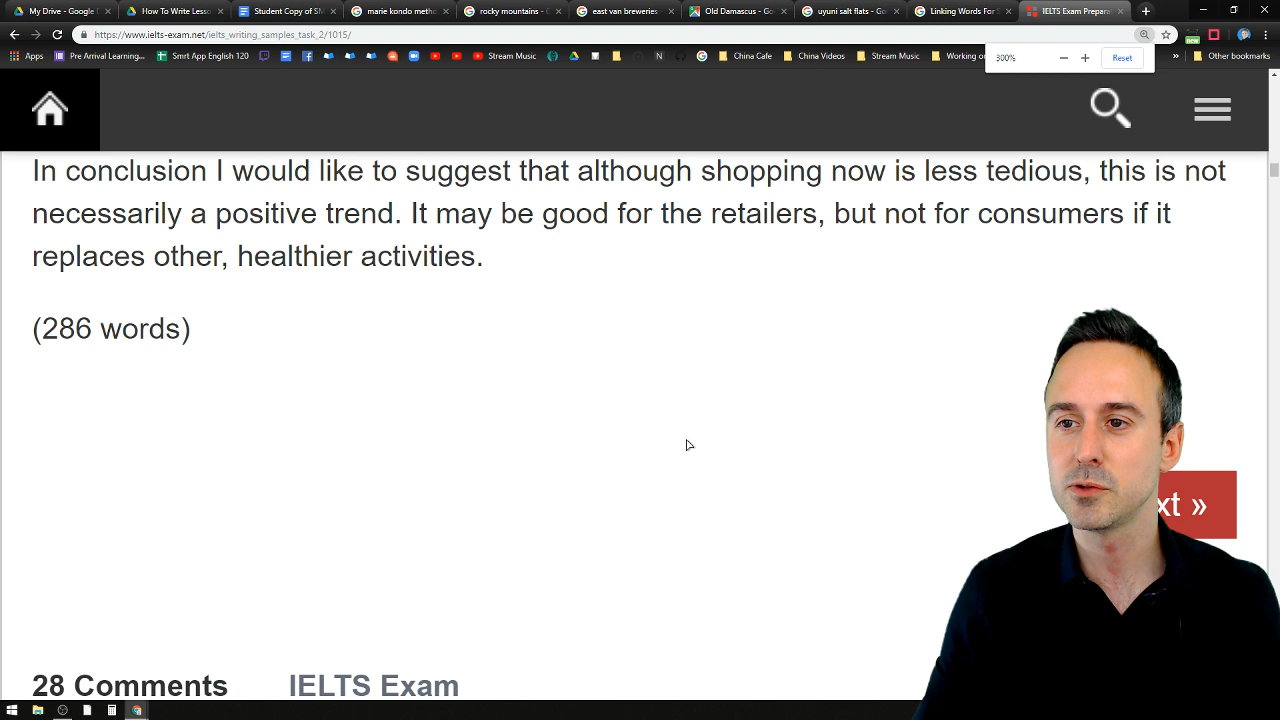 My Drive - Google
How To Write Lesso
Student Copy of SM
marie kondo meth
rocky mountains - G
east van breweries
Old Damascus - Go
uyuni salt flats - Go
Linking Words For
IELTS Exam Prepara
https://www.ielts-exam.net/ielts_writing_samples_task_2/1015/
Apps
Pre Arrival Learning...
Smrt App English 120
Stream Music
China Cafe
China Videos
Stream Music
Working o
»
Other bookmarks
300%
Reset
In conclusion I would like to suggest that although shopping now is less tedious, this is not
necessarily a positive trend. It may be good for the retailers, but not for consumers if it
replaces other, healthier activities.
(286 words)
xt »
28 Comments
IELTS Exam